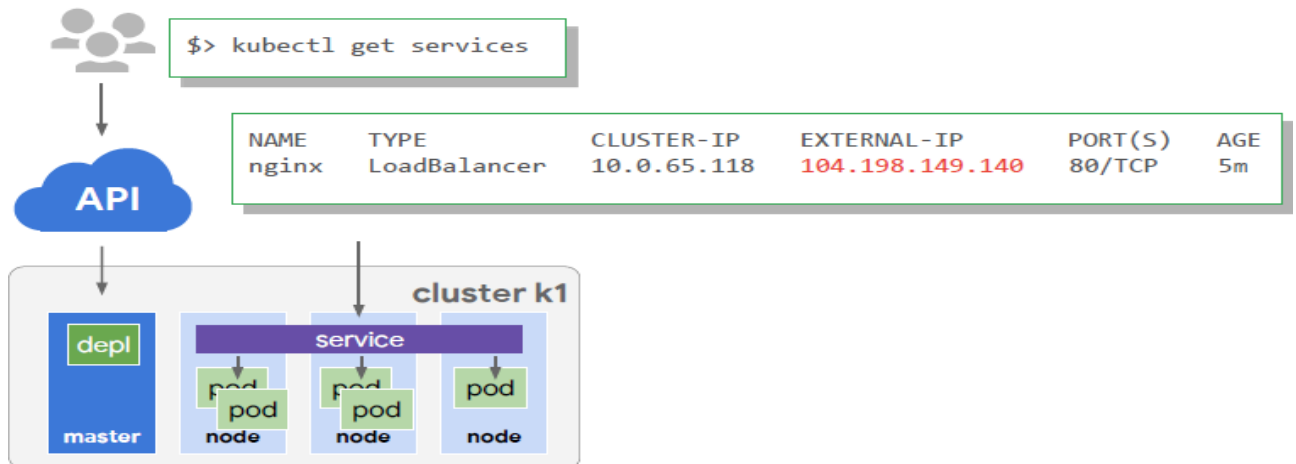 $> kubectl get services
NAME TYPE CLUSTER-IP EXTERNAL-IP PORT(S) AGE
nginx LoadBalancer 10.0.65.118 104.198.149.140 80/TCP 5m
API
cluster k1
depl
service
pod
pod
pod
pod
pod
master
node
node
node